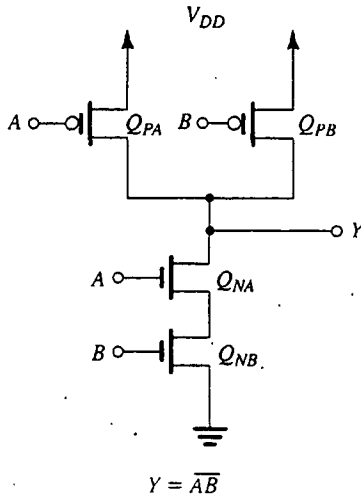 V_DD
A Q_PA B Q_PB
Y
A Q_NA
B Q_NB
Y = \overline{AB}